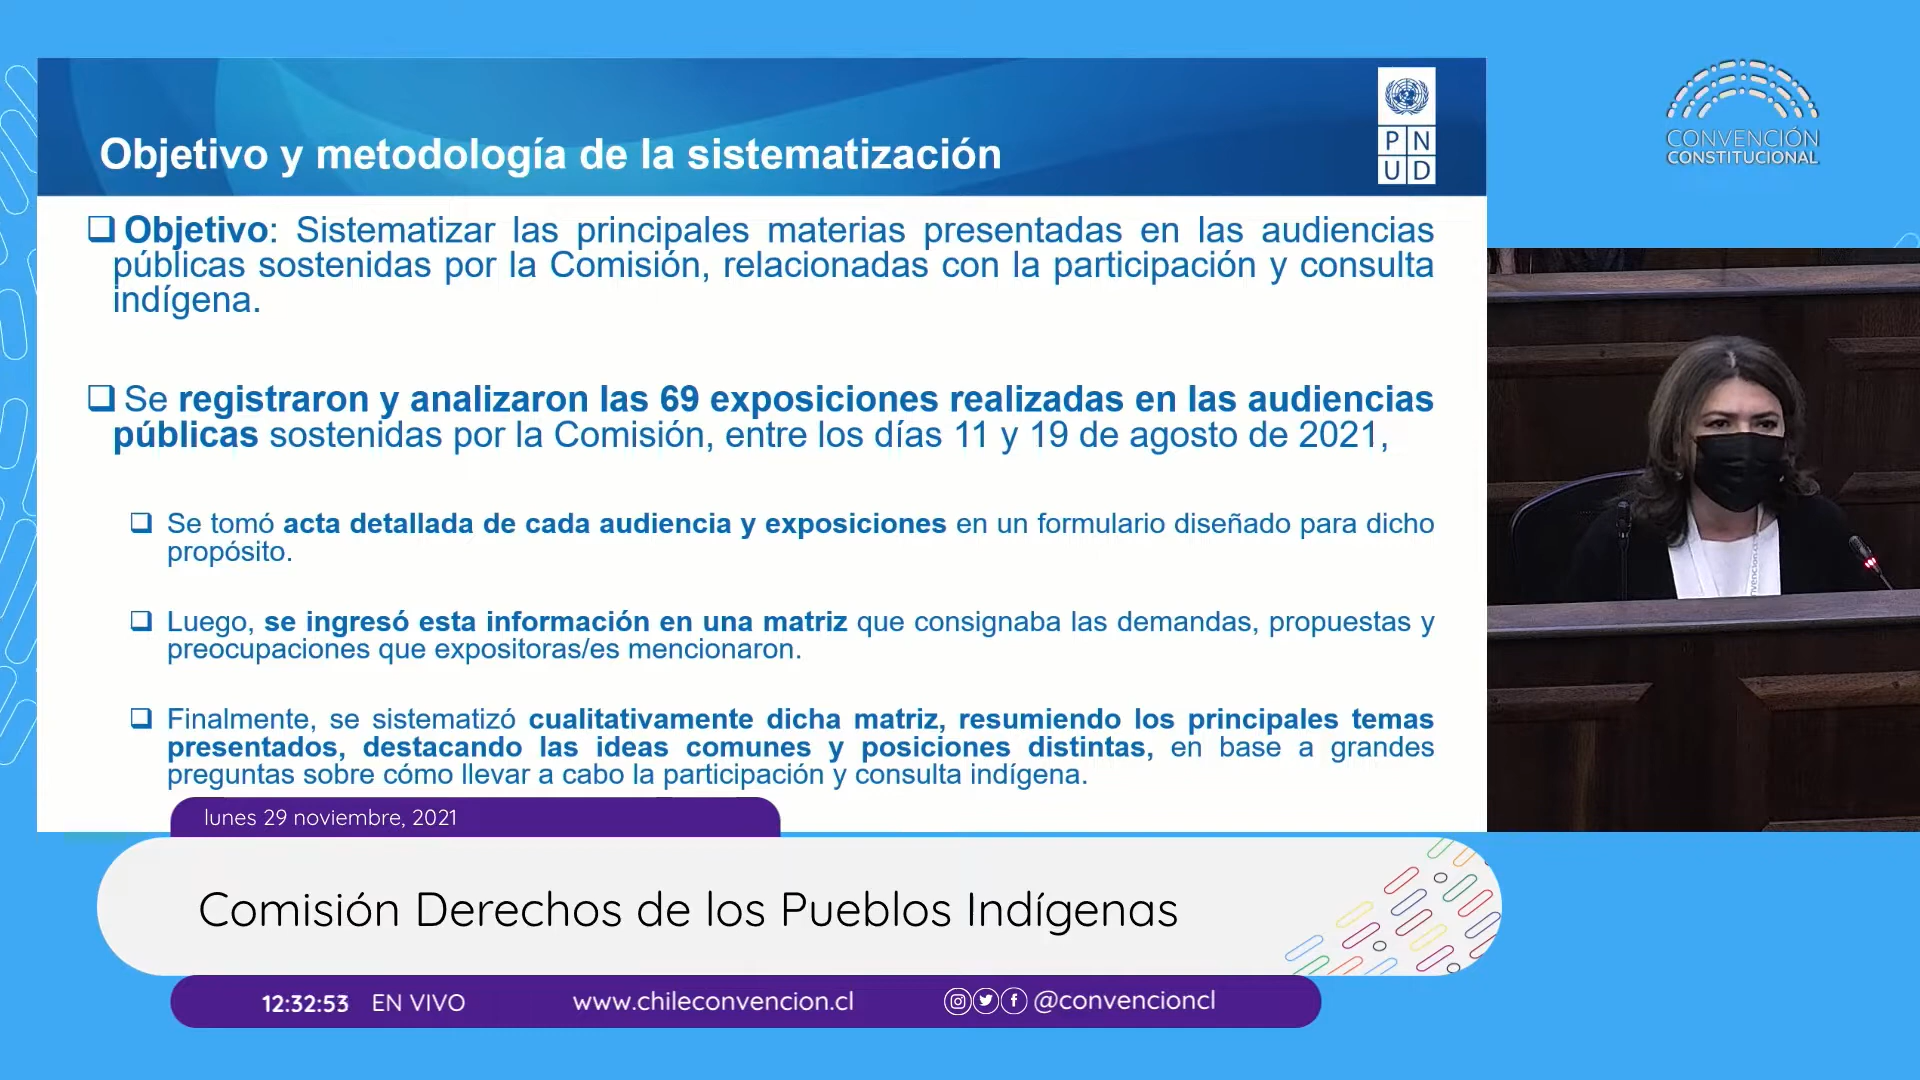 Objetivo y metodología de la sistematización
P N
U D
CONVENCIÓN
CONSTITUCIONAL
❑ Objetivo: Sistematizar las principales materias presentadas en las audiencias
públicas sostenidas por la Comisión, relacionadas con la participación y consulta
indígena.
❑ Se registraron y analizaron las 69 exposiciones realizadas en las audiencias
públicas sostenidas por la Comisión, entre los días 11 y 19 de agosto de 2021,
❑ Se tomó acta detallada de cada audiencia y exposiciones en un formulario diseñado para dicho
propósito.
❑ Luego, se ingresó esta información en una matriz que consignaba las demandas, propuestas y
preocupaciones que expositoras/es mencionaron.
❑ Finalmente, se sistematizó cualitativamente dicha matriz, resumiendo los principales temas
presentados, destacando las ideas comunes y posiciones distintas, en base a grandes
preguntas sobre cómo llevar a cabo la participación y consulta indígena.
lunes 29 noviembre, 2021
Comisión Derechos de los Pueblos Indígenas
12:32:53 EN VIVO www.chileconvencion.cl @convencioncl